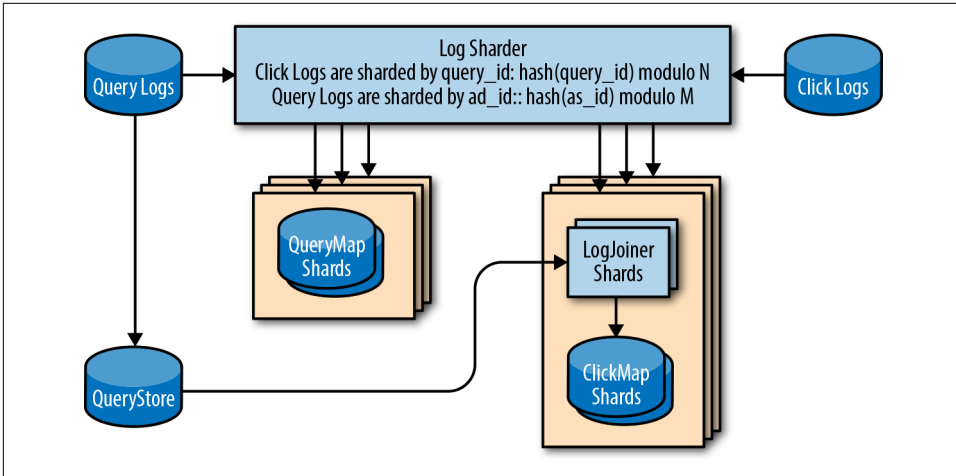 Log Sharder
Click Logs are sharded by query_id: hash(query_id) modulo N
Query Logs are sharded by ad_id:: hash(as_id) modulo M
Query Logs
Click Logs
QueryMap
Shards
LogJoiner
Shards
QueryStore
ClickMap
Shards